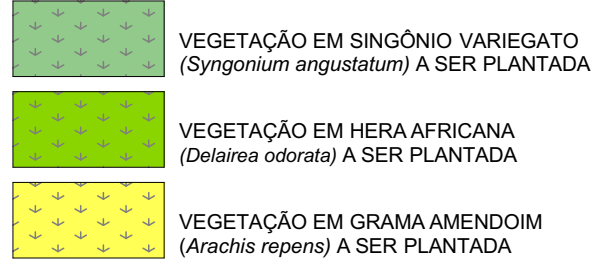 VEGETAÇÃO EM SINGÔNIO VARIEGATO
(Syngonium angustatum) A SER PLANTADA
VEGETAÇÃO EM HERA AFRICANA
(Delairea odorata) A SER PLANTADA
VEGETAÇÃO EM GRAMA AMENDOIM
(Arachis repens) A SER PLANTADA